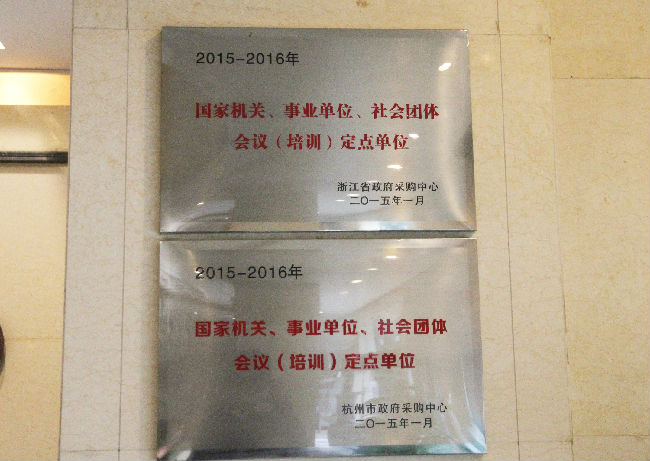 2015-2016年
国家机关、事业单位、社会团体
会议（培训）定点单位
浙江省政府采购中心
二〇一五年一月
2015-2016年
国家机关、事业单位、社会团体
会议（培训）定点单位
杭州市政府采购中心
二〇一五年一月